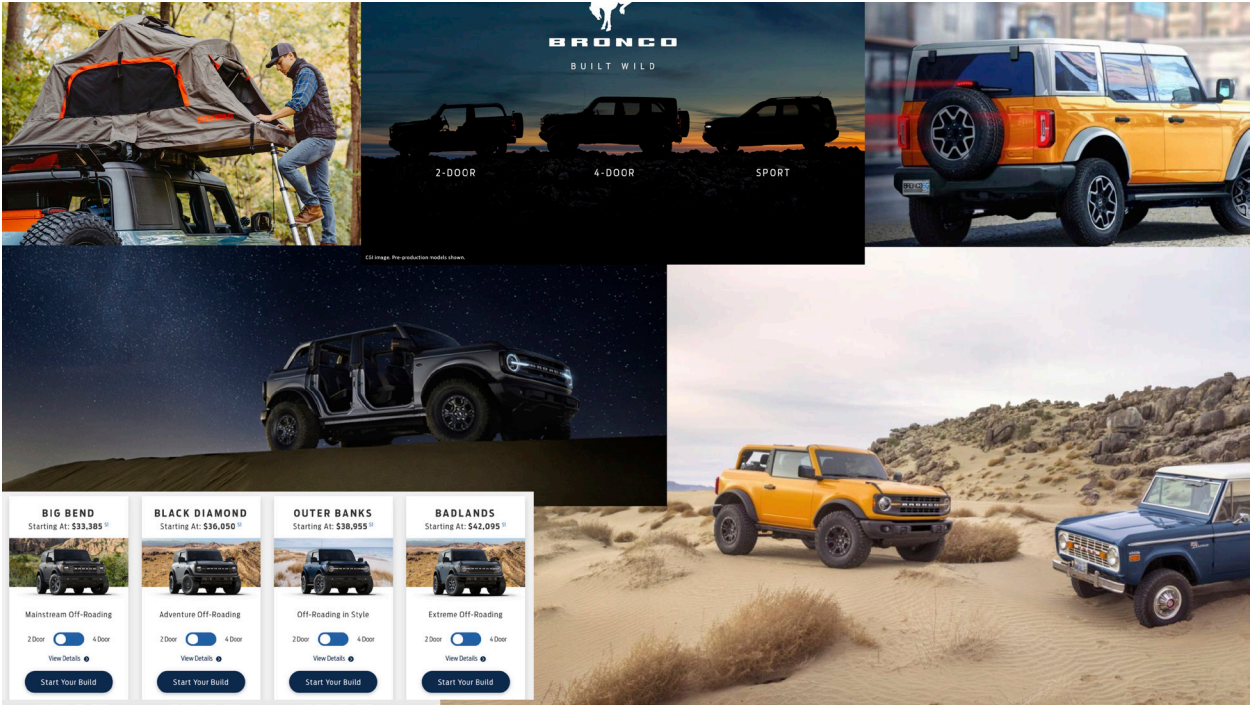 BRONCO
BUILT WILD
2-DOOR 4-DOOR SPORT
CGI image. Pre-production models shown.
BIG BEND
Starting At: $33,385
Mainstream Off-Roading
2 Door 4 Door
View Details
Start Your Build
BLACK DIAMOND
Starting At: $36,050
Adventure Off-Roading
2 Door 4 Door
View Details
Start Your Build
OUTER BANKS
Starting At: $38,955
Off-Roading in Style
2 Door 4 Door
View Details
Start Your Build
BADLANDS
Starting At: $42,095
Extreme Off-Roading
2 Door 4 Door
View Details
Start Your Build